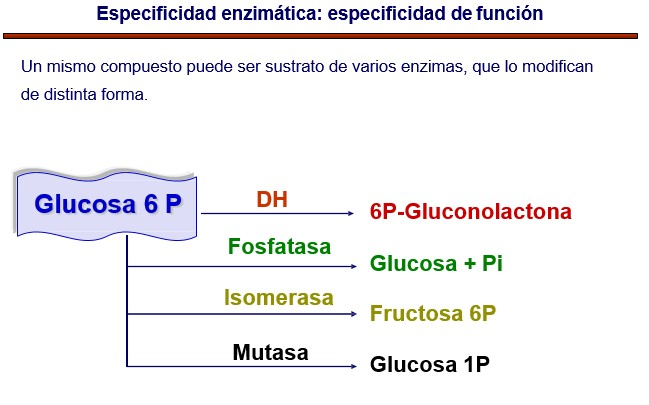 Especificidad enzimática: especificidad de función
Un mismo compuesto puede ser sustrato de varios enzimas, que lo modifican
de distinta forma.
Glucosa 6 P
DH
6P-Gluconolactona
Fosfatasa
Glucosa + Pi
Isomerasa
Fructosa 6P
Mutasa
Glucosa 1P